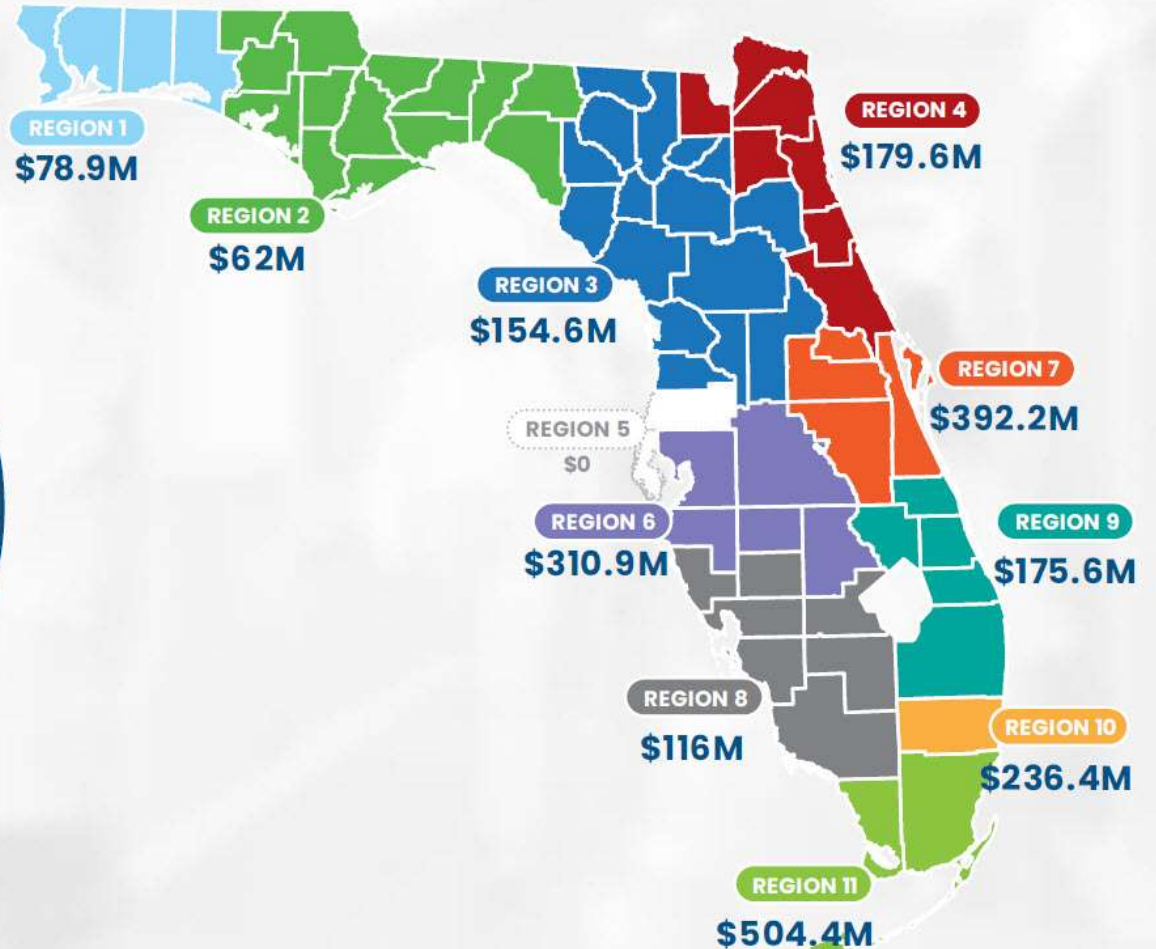 REGION 1
$78.9M
REGION 2
$62M
REGION 3
$154.6M
REGION 4
$179.6M
REGION 5
$0
REGION 7
$392.2M
REGION 6
$310.9M
REGION 9
$175.6M
REGION 8
$116M
REGION 10
$236.4M
REGION 11
$504.4M